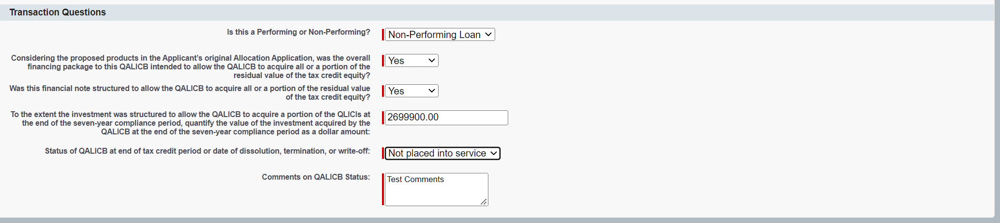 Transaction Questions
Is this a Performing or Non-Performing?
Non-Performing Loan
Considering the proposed products in the Applicant's original Allocation Application, was the overall
financing package to this QALICB intended to allow the QALICB to acquire all or a portion of the
residual value of the tax credit equity?
Yes
Was this financial note structured to allow the QALICB to acquire all or a portion of the residual value
of the tax credit equity?
Yes
To the extent the investment was structured to allow the QALICB to acquire a portion of the QLICIs at
the end of the seven-year compliance period, quantify the value of the investment acquired by the
QALICB at the end of the seven-year compliance period as a dollar amount:
2699900.00
Status of QALICB at end of tax credit period or date of dissolution, termination, or write-off:
Not placed into service
Comments on QALICB Status:
Test Comments